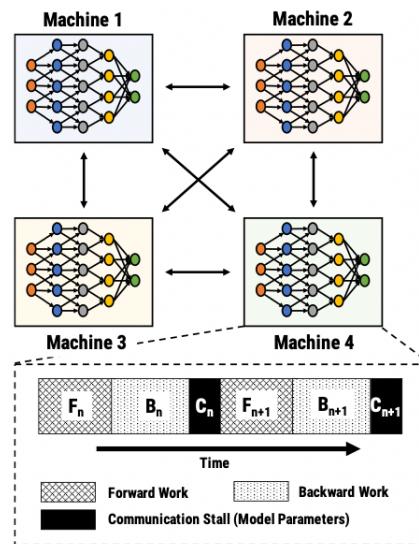 Machine 1
Machine 2
Machine 3
Machine 4
Fn Bn Cn Fn+1 Bn+1 Cn+1
Time
Forward Work
Backward Work
Communication Stall (Model Parameters)